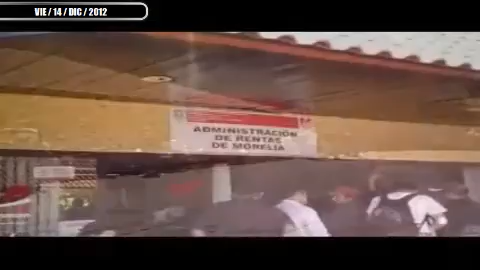 VIE / 14 / DIC / 2012
ADMINISTRACIÓN
DE RENTAS
DE MORELIA